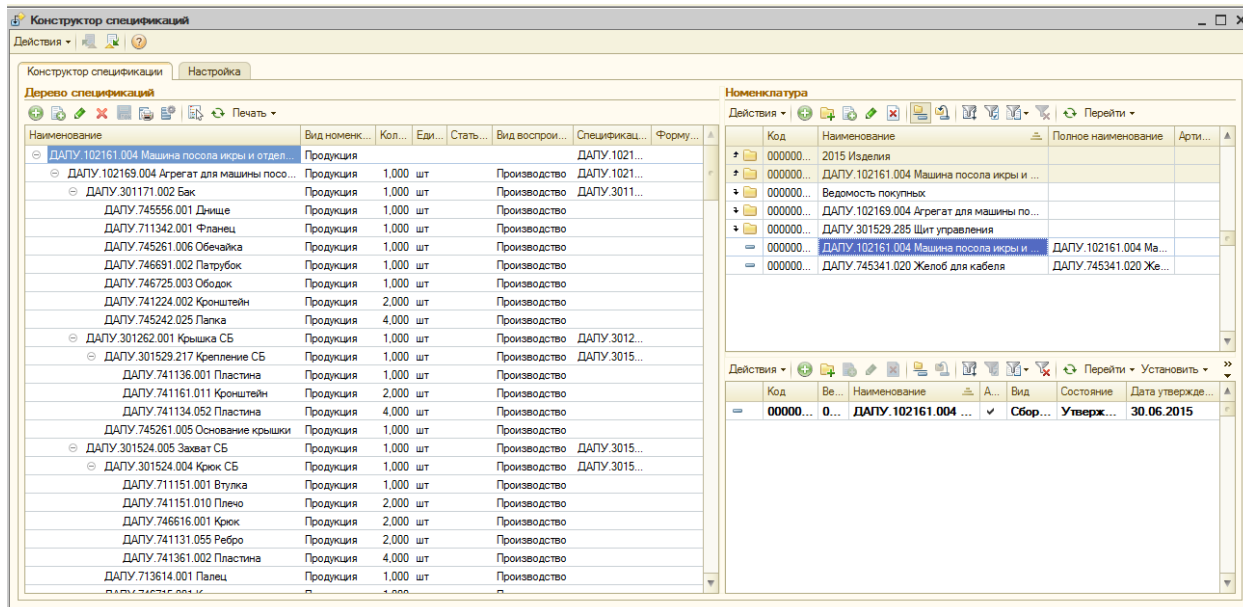 Конструктор спецификаций
Действия
Конструктор спецификации Настройка
Дерево спецификаций
Печать
Наименование Вид номенк... Кол... Еди... Стать... Вид воспрои... Спецификац... Форму...
ДАПУ.102161.004 Машина посола икры и отдел... Продукция ДАПУ.1021...
ДАПУ.102169.004 Агрегат для машины посо... Продукция 1,000 шт Производство ДАПУ.1021...
ДАПУ.301171.002 Бак Продукция 1,000 шт Производство ДАПУ.3011...
ДАПУ.745556.001 Днище Продукция 1,000 шт Производство
ДАПУ.711342.001 Фланец Продукция 1,000 шт Производство
ДАПУ.745261.006 Обечайка Продукция 1,000 шт Производство
ДАПУ.746691.002 Патрубок Продукция 1,000 шт Производство
ДАПУ.746725.003 Ободок Продукция 1,000 шт Производство
ДАПУ.741224.002 Кронштейн Продукция 2,000 шт Производство
ДАПУ.745242.025 Лапка Продукция 4,000 шт Производство
ДАПУ.301262.001 Крышка СБ Продукция 1,000 шт Производство ДАПУ.3012...
ДАПУ.301529.217 Крепление СБ Продукция 1,000 шт Производство ДАПУ.3015...
ДАПУ.741136.001 Пластина Продукция 1,000 шт Производство
ДАПУ.741161.011 Кронштейн Продукция 2,000 шт Производство
ДАПУ.741134.052 Пластина Продукция 4,000 шт Производство
ДАПУ.745261.005 Основание крышки Продукция 1,000 шт Производство
ДАПУ.301524.005 Захват СБ Продукция 1,000 шт Производство ДАПУ.3015...
ДАПУ.301524.004 Крюк СБ Продукция 1,000 шт Производство ДАПУ.3015...
ДАПУ.711151.001 Втулка Продукция 1,000 шт Производство
ДАПУ.741151.010 Плечо Продукция 2,000 шт Производство
ДАПУ.746616.001 Крюк Продукция 2,000 шт Производство
ДАПУ.741131.055 Ребро Продукция 2,000 шт Производство
ДАПУ.741361.002 Пластина Продукция 4,000 шт Производство
ДАПУ.713614.001 Палец Продукция 1,000 шт Производство
Номенклатура
Действия Перейти
Код Наименование Полное наименование Арти...
000000... 2015 Изделия
000000... ДАПУ.102161.004 Машина посола икры и ...
000000... Ведомость покупных
000000... ДАПУ.102169.004 Агрегат для машины по...
000000... ДАПУ.301529.285 Щит управления
000000... ДАПУ.102161.004 Машина посола икры и ... ДАПУ.102161.004 Ма...
000000... ДАПУ.745341.020 Желоб для кабеля ДАПУ.745341.020 Же...
Действия Перейти Установить
Код Ве... Наименование А... Вид Состояние Дата утвержде...
00000... 0... ДАПУ.102161.004 ... Сбор... Утверж... 30.06.2015